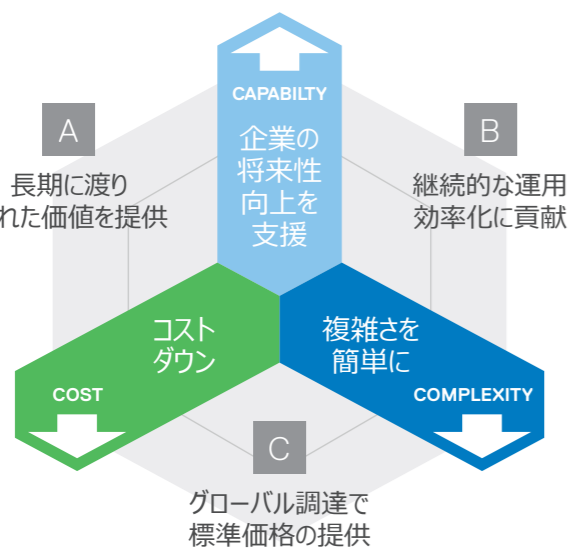 CAPABILTY
企業の
将来性
向上を
支援
A
長期に渡り
れた価値を提供
B
継続的な運用
効率化に貢献
コスト
ダウン
COST
複雑さを
簡単に
COMPLEXITY
C
グローバル調達で
標準価格の提供